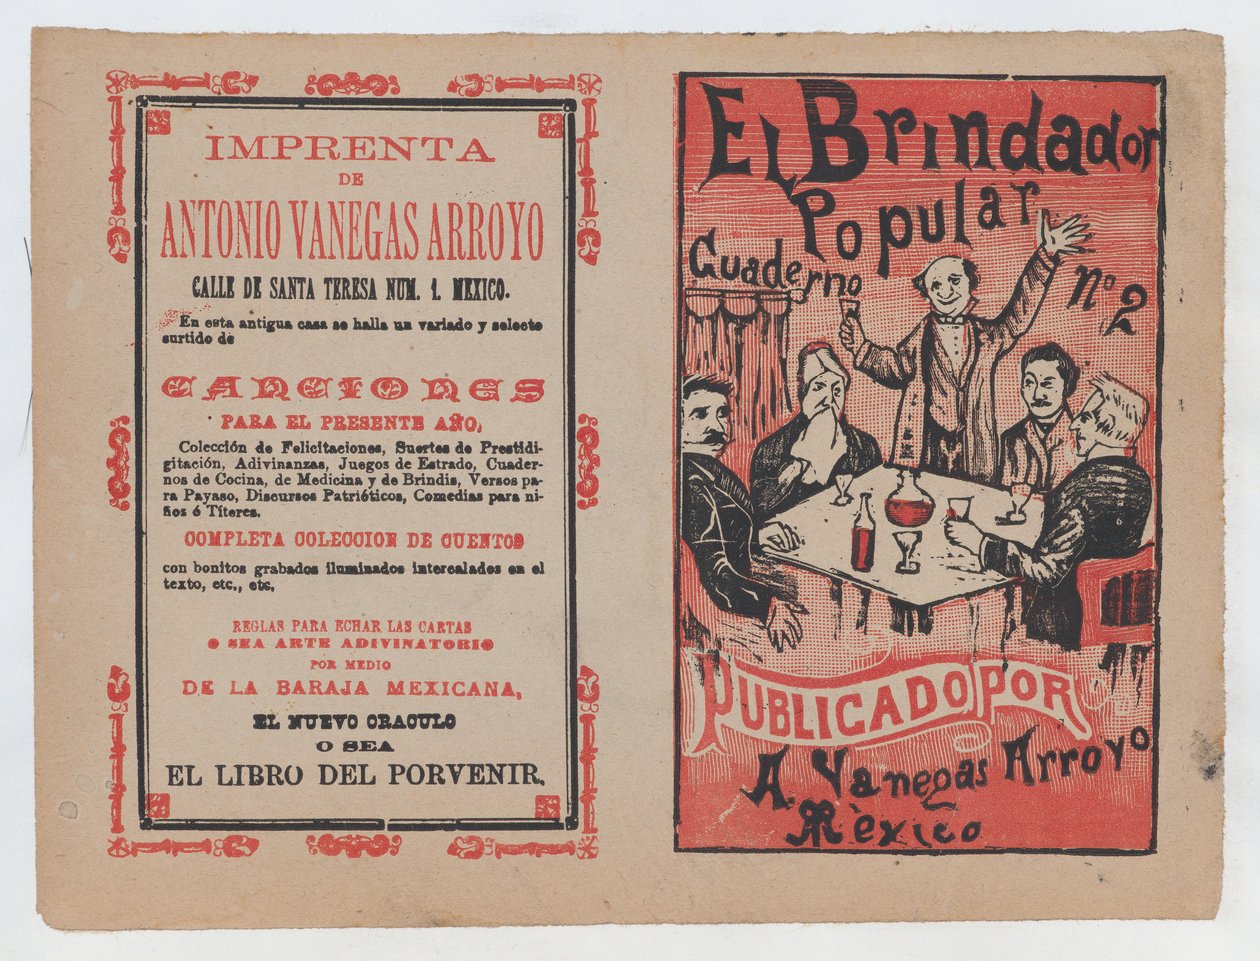 IMPRENTA
DE
ANTONIO VANEGAS ARROYO
CALLE DE SANTA TERESA NUM. 1. MEXICO.
En esta antigua casa se halla un variado y selecto
surtido de
CANCIONES
PARA EL PRESENTE AÑO,
Colección de Felicitaciones, Suertes de Prestidi-
gitación, Adivinanzas, Juegos de Estrado, Cuader-
nos de Cocina, de Medicina y de Brindis, Versos pa-
ra Payaso, Discursos Patrióticos, Comedias para ni-
ños ó Títeres.
COMPLETA COLECCION DE CUENTOS
con bonitos grabados iluminados intercalados en el
texto, etc., etc,
REGLAS PARA ECHAR LAS CARTAS
O SEA ARTE ADIVINATORIO
POR MEDIO
DE LA BARAJA MEXICANA,
EL NUEVO ORACULO
O SEA
EL LIBRO DEL PORVENIR.
El Brindador
Popular
Cuaderno nº 2
PUBLICADO POR
A. Vanegas Arroyo
Mèxico